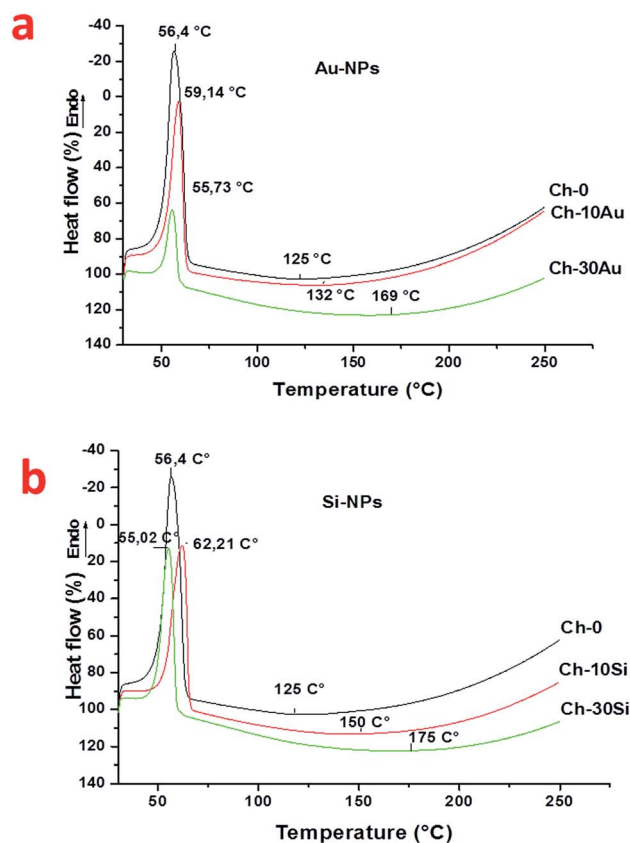 a
56,4 °C
Au-NPs
59,14 °C
55,73 °C
Ch-0
Ch-10Au
Ch-30Au
125 °C
132 °C
169 °C
-40
-20
0
20
40
60
80
100
120
140
Heat flow (%)
Endo
50
100
150
200
250
Temperature (°C)
b
56,4 C°
Si-NPs
55,02 C°
62,21 C°
Ch-0
Ch-10Si
Ch-30Si
125 C°
150 C°
175 C°
-40
-20
0
20
40
60
80
100
120
140
Heat flow (%)
Endo
50
100
150
200
250
Temperature (°C)